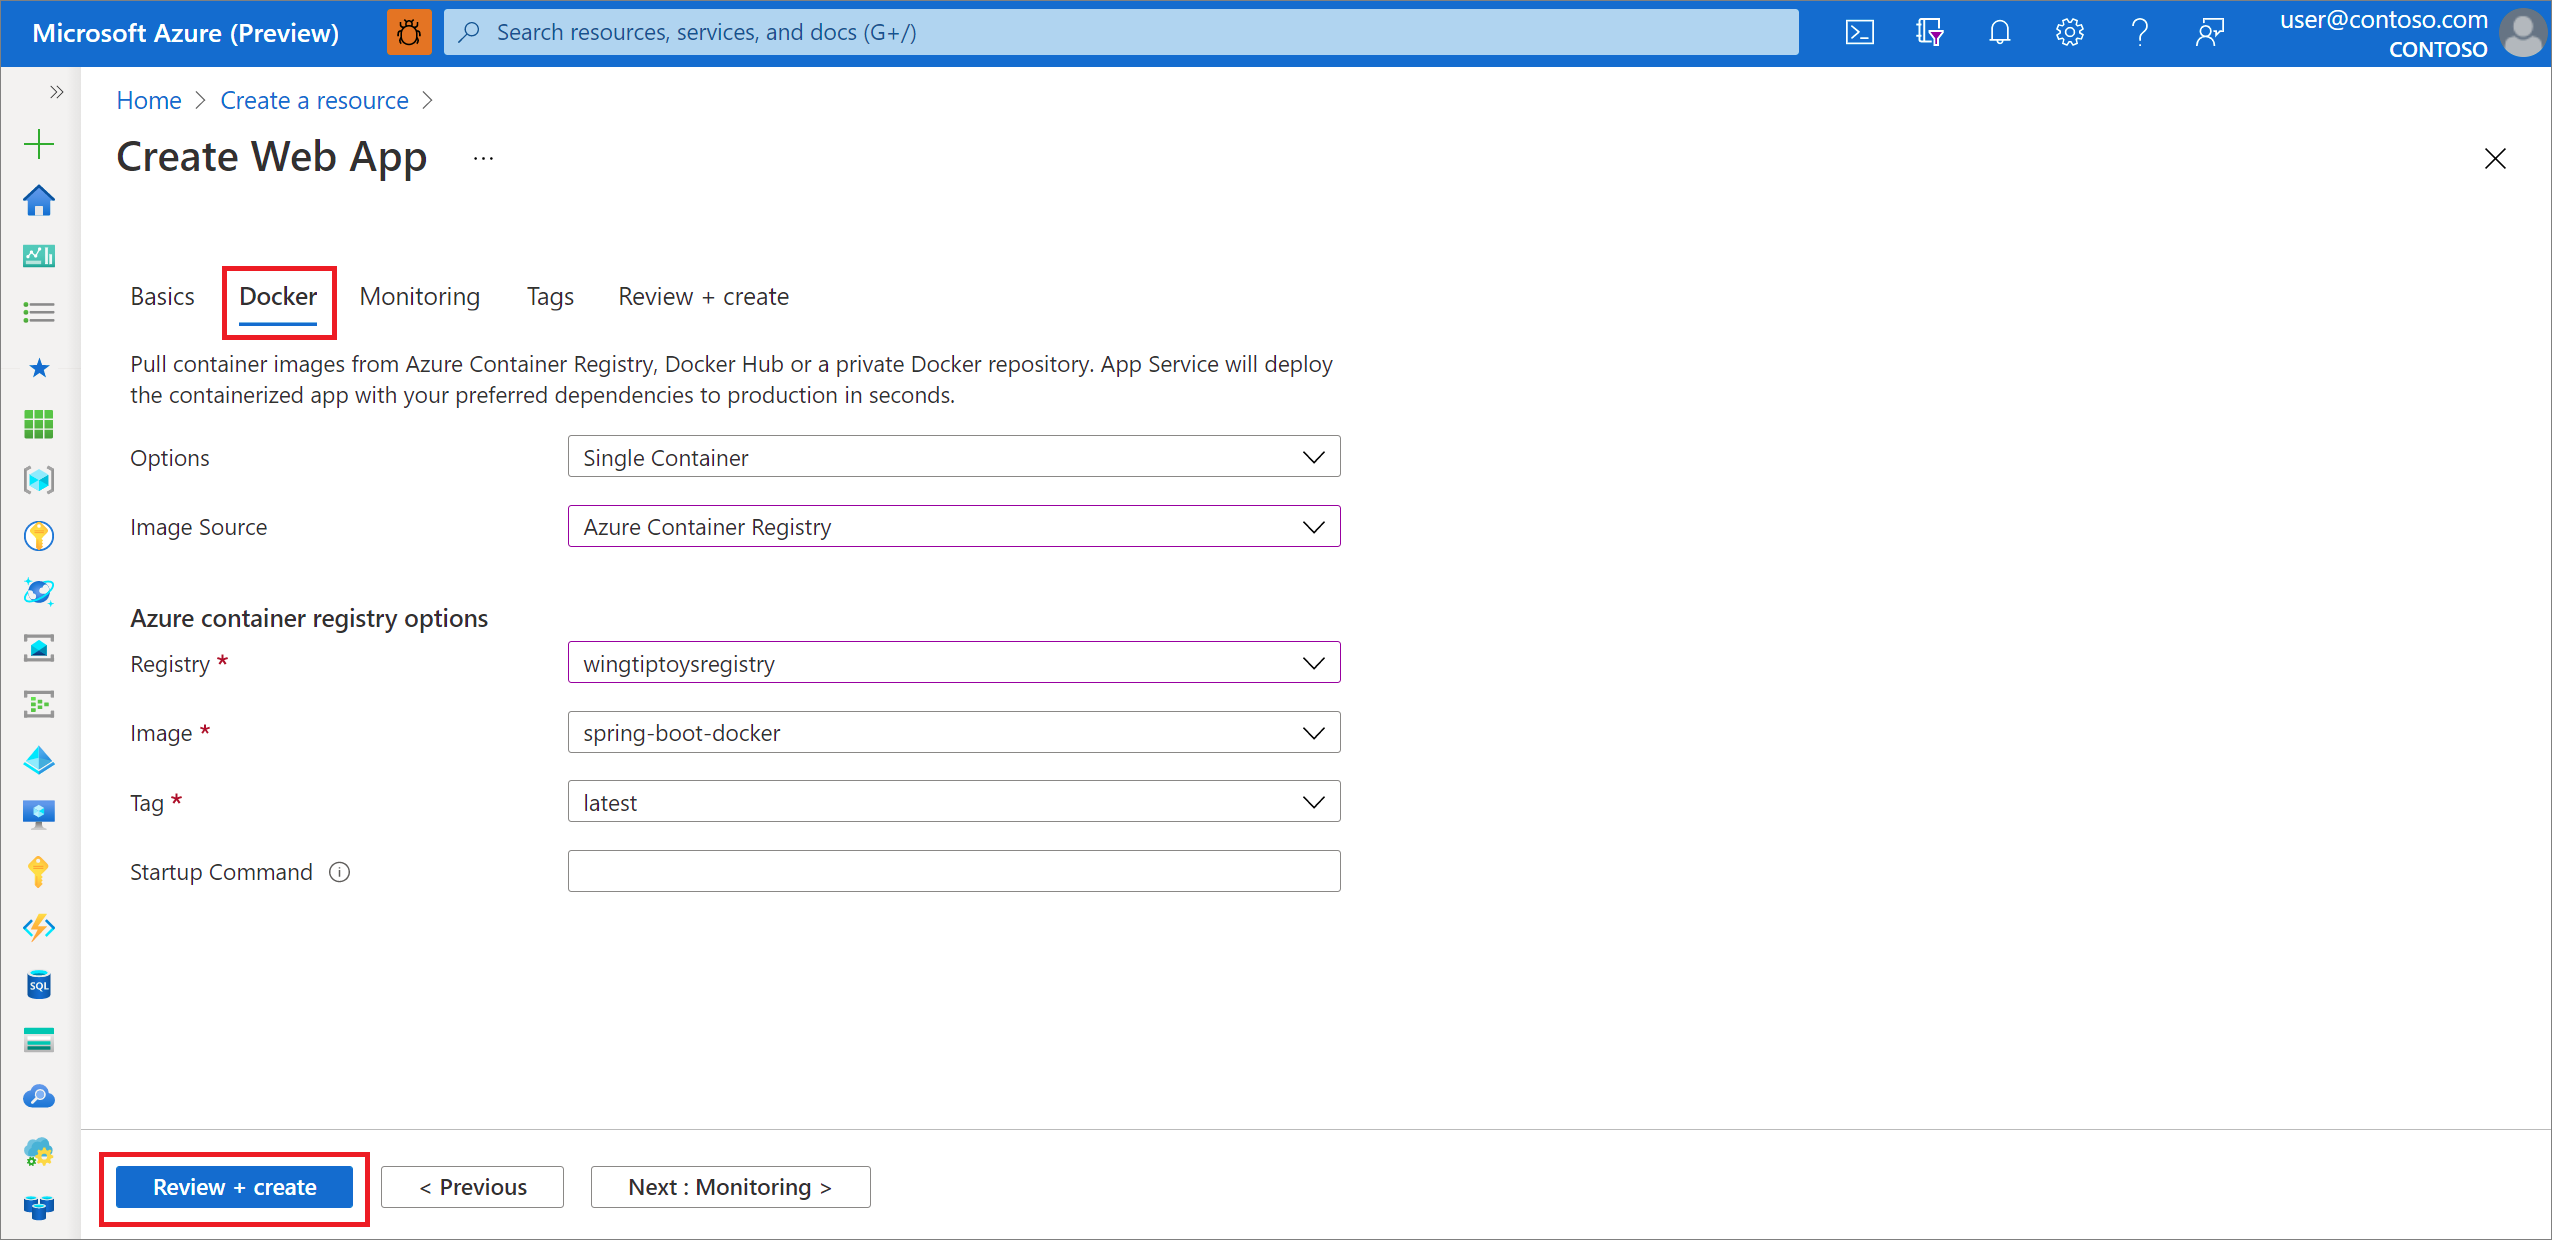 Microsoft Azure (Preview)
Search resources, services, and docs (G+/)
user@contoso.com
CONTOSO
Home > Create a resource >
Create Web App ...
Basics Docker Monitoring Tags Review + create
Pull container images from Azure Container Registry, Docker Hub or a private Docker repository. App Service will deploy
the containerized app with your preferred dependencies to production in seconds.
Options Single Container
Image Source Azure Container Registry
Azure container registry options
Registry * wingtiptoysregistry
Image * spring-boot-docker
Tag * latest
Startup Command
SQL
Review + create < Previous Next : Monitoring >